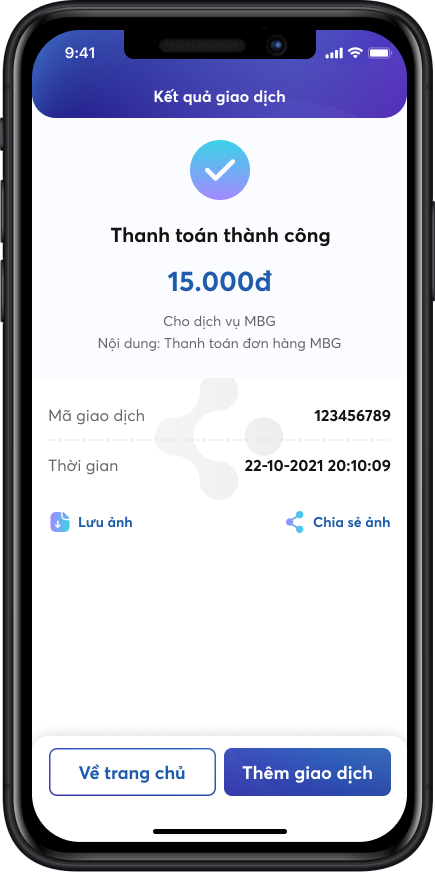 9:41
Kết quả giao dịch
Thanh toán thành công
15.000đ
Cho dịch vụ MBG
Nội dung: Thanh toán đơn hàng MBG
Mã giao dịch 123456789
Thời gian 22-10-2021 20:10:09
Lưu ảnh Chia sẻ ảnh
Về trang chủ Thêm giao dịch